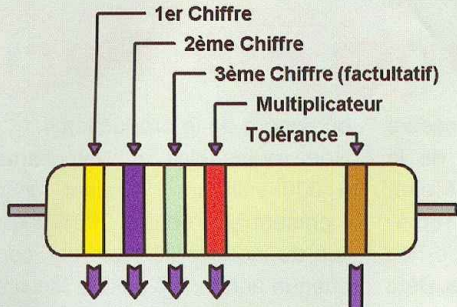 1er Chiffre
2ème Chiffre
3ème Chiffre (factultatif)
Multiplicateur
Tolérance